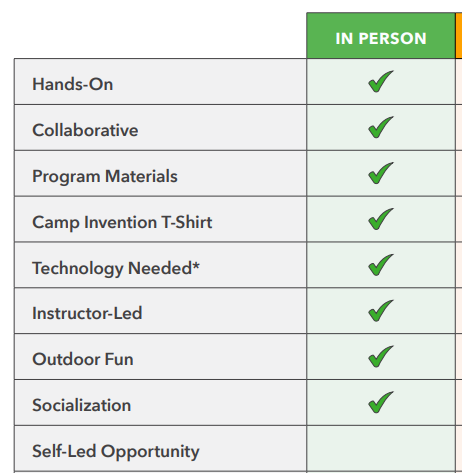 IN PERSON
Hands-On
Collaborative
Program Materials
Camp Invention T-Shirt
Technology Needed*
Instructor-Led
Outdoor Fun
Socialization
Self-Led Opportunity